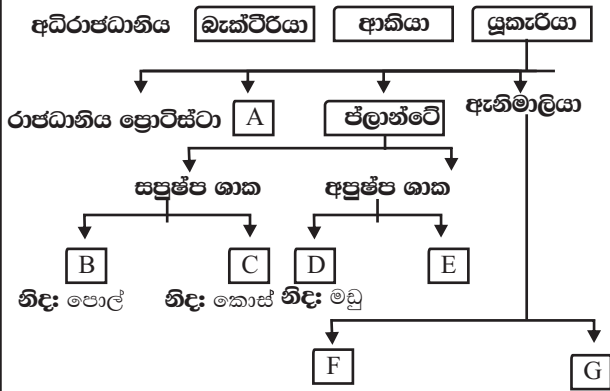 අධිරාජධානිය බැක්ටීරියා ආකියා යූකැරියා
රාජධානිය ප්‍රොටිස්ටා A ප්ලාන්ටේ ඇනිමාලියා
සපුෂ්ප ශාක අපුෂ්ප ශාක
B C D E
නිද: පොල් නිද: කොස් නිද: මඩු
F G